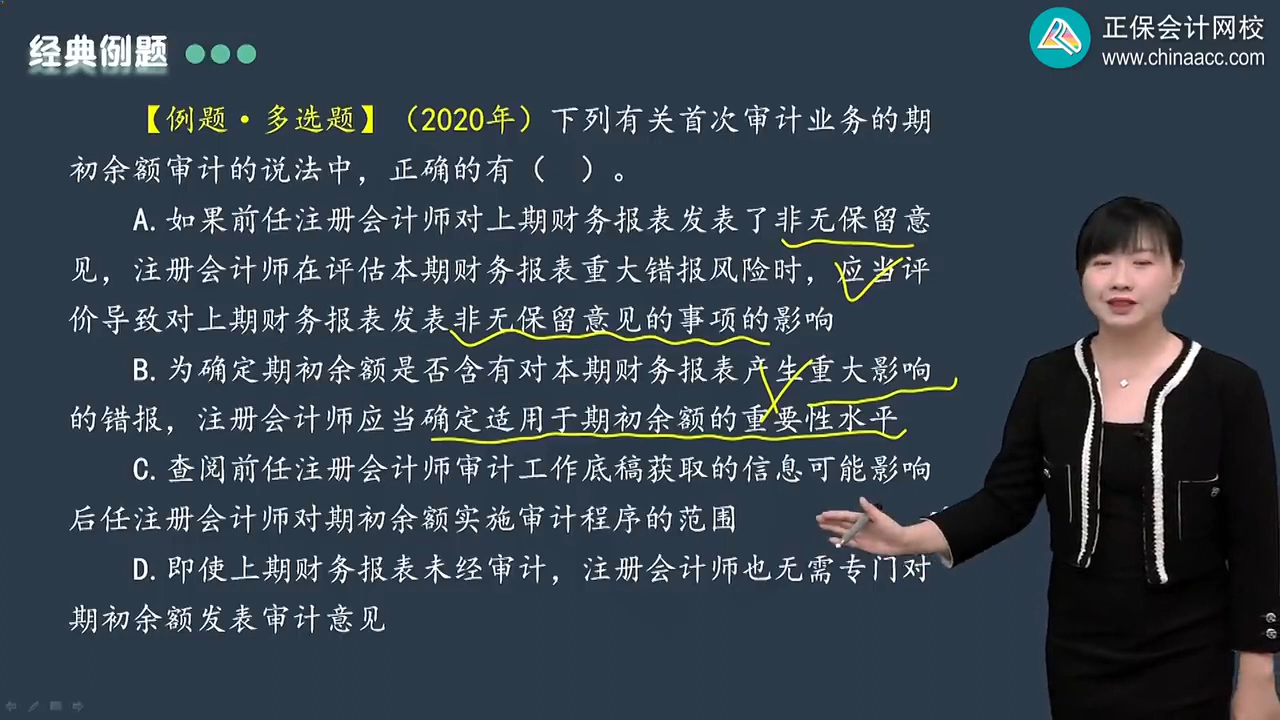 经典例题
正保会计网校
www.chinaacc.com
【例题·多选题】（2020年）下列有关首次审计业务的期
初余额审计的说法中，正确的有（ ）。
A.如果前任注册会计师对上期财务报表发表了非无保留意
见，注册会计师在评估本期财务报表重大错报风险时，应当评
价导致对上期财务报表发表非无保留意见的事项的影响
B.为确定期初余额是否含有对本期财务报表产生重大影响
的错报，注册会计师应当确定适用于期初余额的重要性水平
C.查阅前任注册会计师审计工作底稿获取的信息可能影响
后任注册会计师对期初余额实施审计程序的范围
D.即使上期财务报表未经审计，注册会计师也无需专门对
期初余额发表审计意见